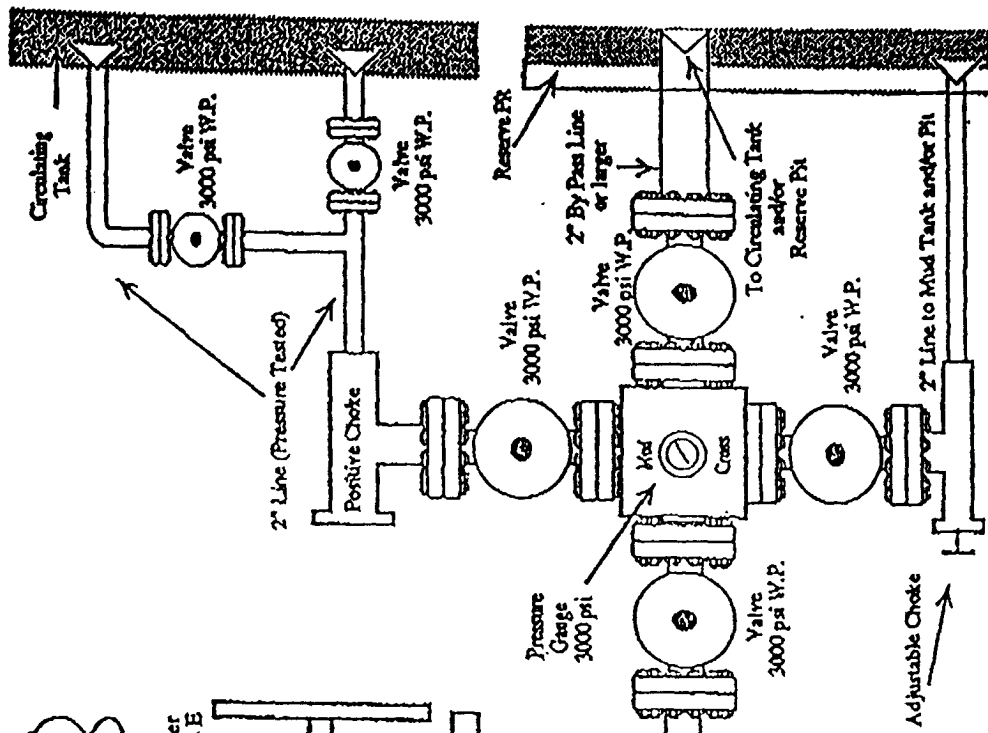 Circulating
Tank
Valve
3000 psi W.P.
Valve
3000 psi W.P.
2" Line (Pressure Tested)
Positive Choke
Valve
3000 psi W.P.
Reserve Pit
2" By Pass Line
or larger
Valve
3000 psi W.P.
To Circulating Tank
and/or
Reserve Pit
Mud
Cross
Pressure
Gauge
3000 psi
Valve
3000 psi W.P.
Valve
3000 psi W.P.
2" Line to Mud Tank and/or Pit
Adjustable Choke
er
E